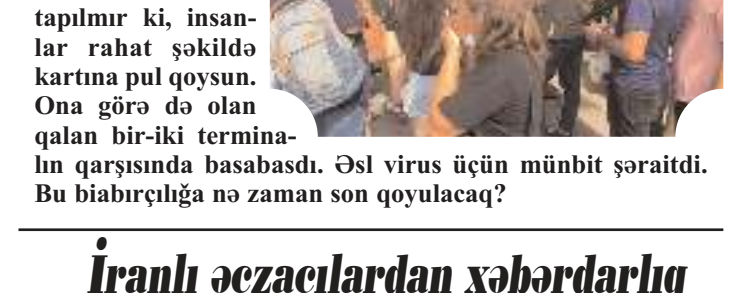 tapılmır ki, insan-
lar rahat şəkildə
kartına pul qoysun.
Ona görə də olan
qalan bir-iki termina-
lın qarşısında basabasdı. Əsl virus üçün münbit şəraitdi.
Bu biabırçılığa nə zaman son qoyulacaq?
İranlı əczaçılardan xəbərdarlıq